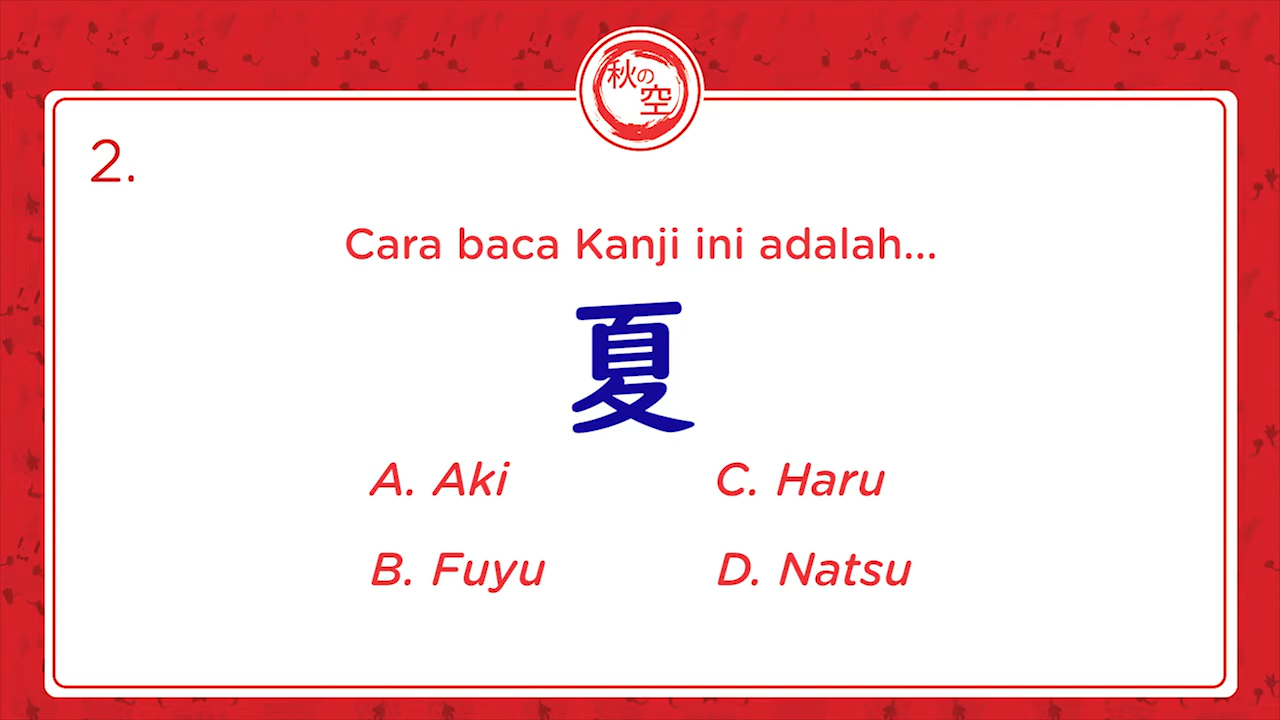 秋の
空
2.
Cara baca Kanji ini adalah...
夏
A. Aki
C. Haru
B. Fuyu
D. Natsu